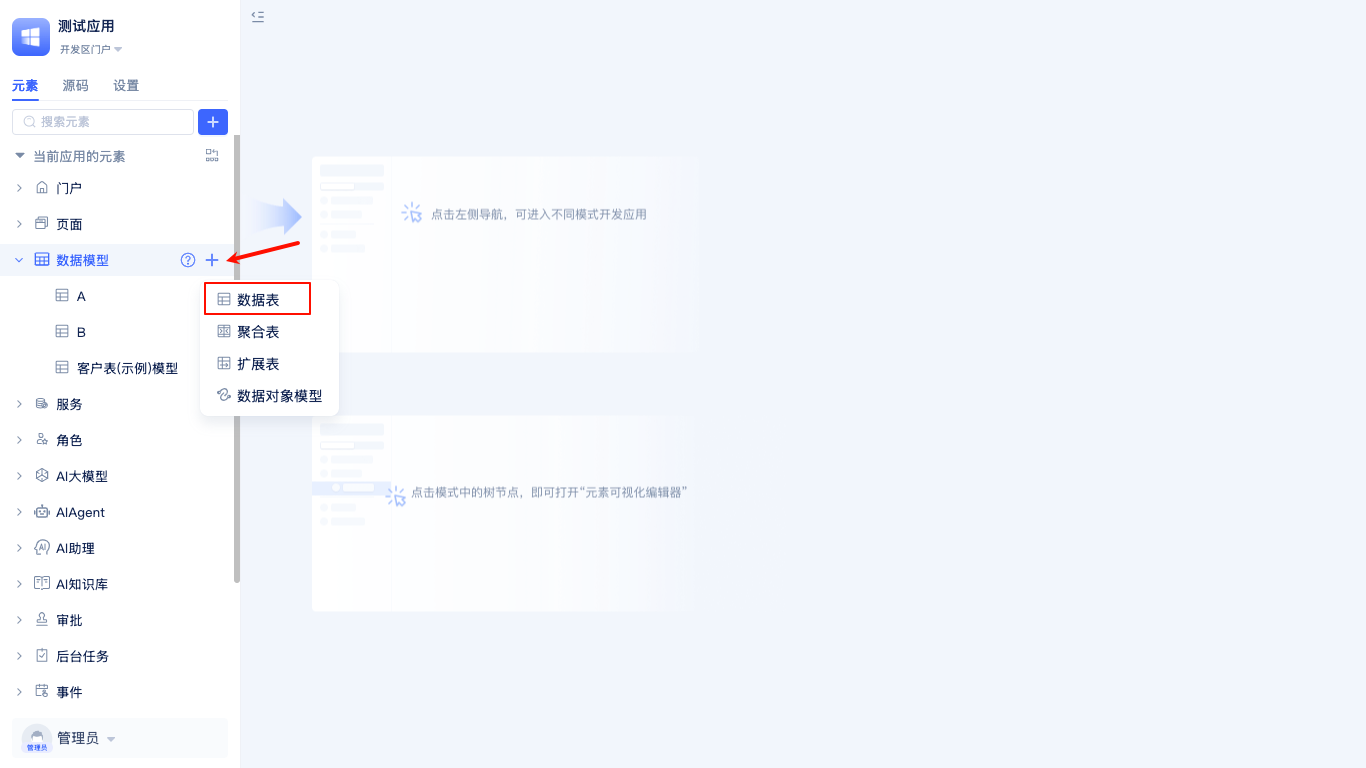 测试应用
开发区门户
元素 源码 设置
搜索元素
当前应用的元素
门户
页面
数据模型
A
B
客户表(示例)模型
服务
角色
AI大模型
AIAgent
AI助理
AI知识库
审批
后台任务
事件
管理员
管理员
数据表
聚合表
扩展表
数据对象模型
点击左侧导航，可进入不同模式开发应用
点击模式中的树节点，即可打开“元素可视化编辑器”